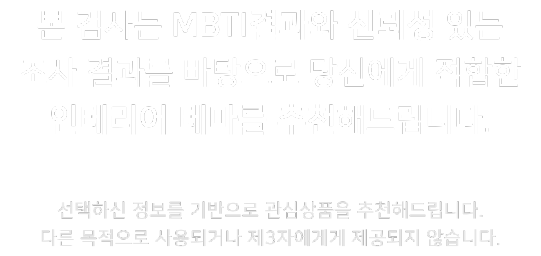 본 검사는 MBTI결과와 신뢰성 있는
조사 결과를 바탕으로 당신에게 적합한
인테리어 테마를 추천해드립니다.
선택하신 정보를 기반으로 관심상품을 추천해드립니다.
다른 목적으로 사용되거나 제3자에게게 제공되지 않습니다.